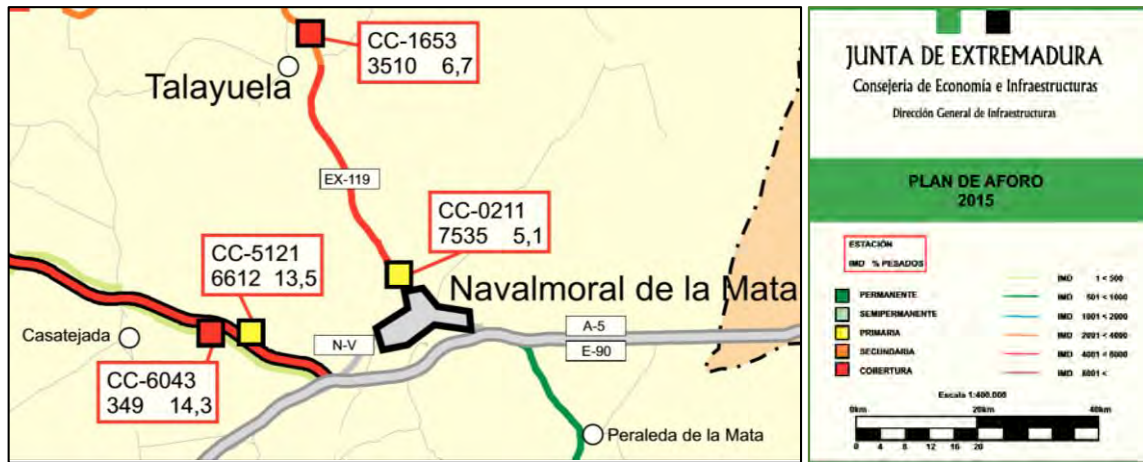 CC-1653
3510 6,7
Talayuela
EX-119
CC-0211
7535 5,1
CC-5121
6612 13,5
Navalmoral de la Mata
Casatejada
N-V
A-5
E-90
CC-6043
349 14,3
Peraleda de la Mata
JUNTA DE EXTREMADURA
Consejería de Economía e Infraestructuras
Dirección General de Infraestructuras
PLAN DE AFORO
2015
ESTACIÓN
IMD % PESADOS
PERMANENTE
SEMIPERMANENTE
PRIMARIA
SECUNDARIA
COBERTURA
IMD 1 < 500
IMD 501 < 1000
IMD 1001 < 2000
IMD 2001 < 4000
IMD 4001 < 6000
IMD 6001 <
Escala 1:400.000
0km 20km 40km
0 4 8 12 16 20